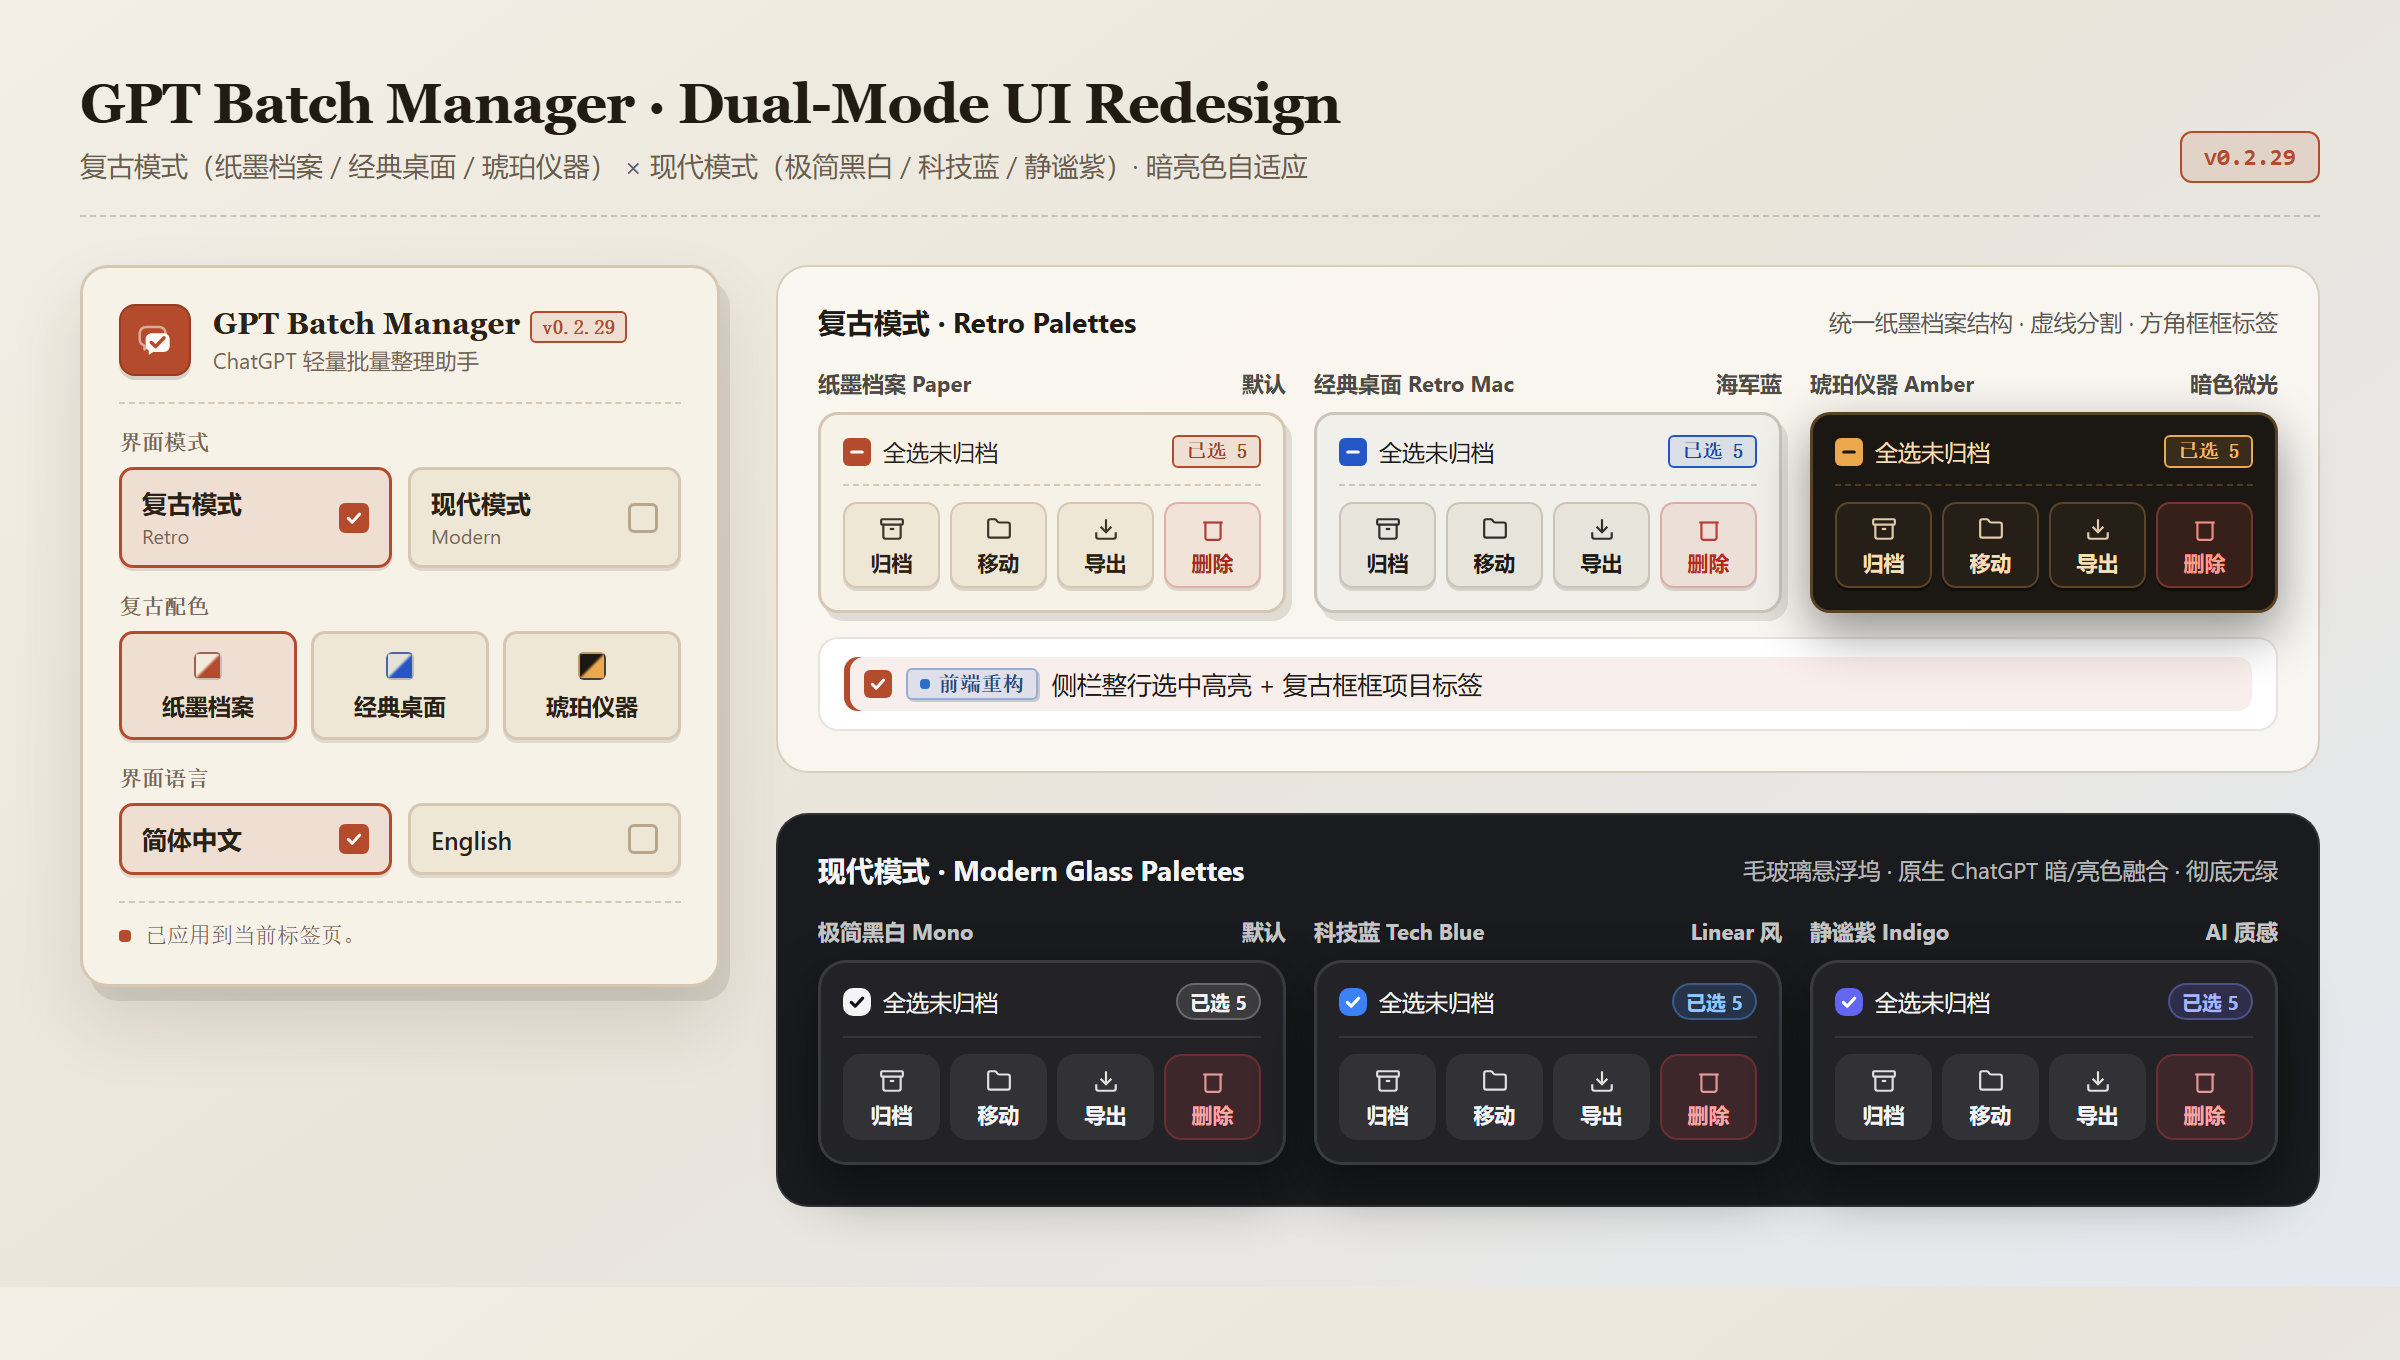 GPT Batch Manager · Dual-Mode UI Redesign
复古模式（纸墨档案 / 经典桌面 / 琥珀仪器） × 现代模式（极简黑白 / 科技蓝 / 静谧紫）· 暗亮色自适应
v0.2.29
GPT Batch Manager v0.2.29
ChatGPT 轻量批量整理助手
界面模式
复古模式
Retro
现代模式
Modern
复古配色
纸墨档案
经典桌面
琥珀仪器
界面语言
简体中文
English
已应用到当前标签页。
复古模式 · Retro Palettes
统一纸墨档案结构 · 虚线分割 · 方角框框标签
纸墨档案 Paper 默认
全选未归档 已选 5
归档 移动 导出 删除
经典桌面 Retro Mac 海军蓝
全选未归档 已选 5
归档 移动 导出 删除
琥珀仪器 Amber 暗色微光
全选未归档 已选 5
归档 移动 导出 删除
前端重构 侧栏整行选中高亮 + 复古框框项目标签
现代模式 · Modern Glass Palettes
毛玻璃悬浮坞 · 原生 ChatGPT 暗/亮色融合 · 彻底无绿
极简黑白 Mono 默认
全选未归档 已选 5
归档 移动 导出 删除
科技蓝 Tech Blue Linear 风
全选未归档 已选 5
归档 移动 导出 删除
静谧紫 Indigo AI 质感
全选未归档 已选 5
归档 移动 导出 删除